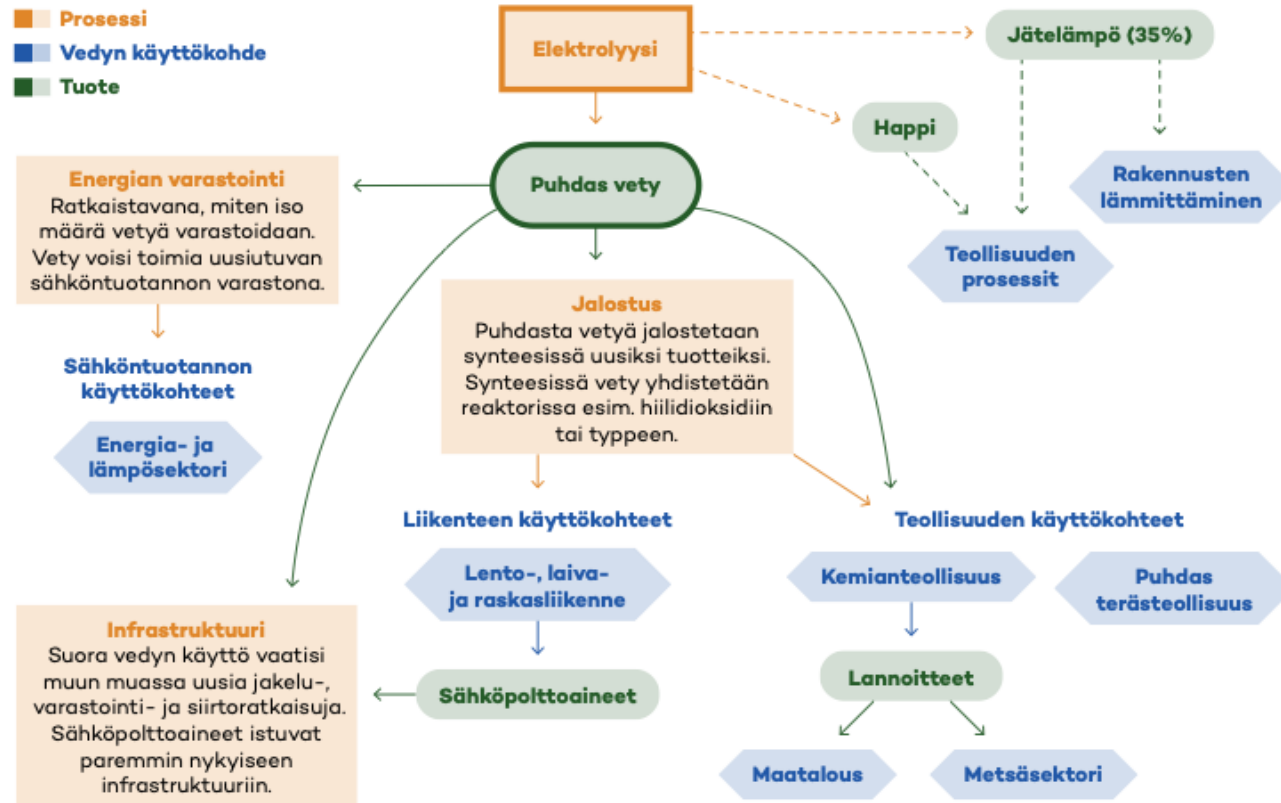 Prosessi
Vedyn käyttökohde
Tuote
Elektrolyysi
Jätelämpö (35%)
Happi
Puhdas vety
Rakennusten
lämmittäminen
Teollisuuden
prosessit
Energian varastointi
Ratkaistavana, miten iso
määrä vetyä varastoidaan.
Vety voisi toimia uusiutuvan
sähköntuotannon varastona.
Sähköntuotannon
käyttökohteet
Energia- ja
lämpösektori
Jalostus
Puhdasta vetyä jalostetaan
synteesissä uusiksi tuotteiksi.
Synteesissä vety yhdistetään
reaktorissa esim. hiilidioksidiin
tai typpeen.
Liikenteen käyttökohteet
Lento-, laiva-
ja raskasliikenne
Sähköpolttoaineet
Teollisuuden käyttökohteet
Kemianteollisuus
Puhdas
terästeollisuus
Lannoitteet
Maatalous
Metsäsektori
Infrastruktuuri
Suora vedyn käyttö vaatisi
muun muassa uusia jakelu-,
varastointi- ja siirtoratkaisuja.
Sähköpolttoaineet istuvat
paremmin nykyiseen
infrastruktuuriin.